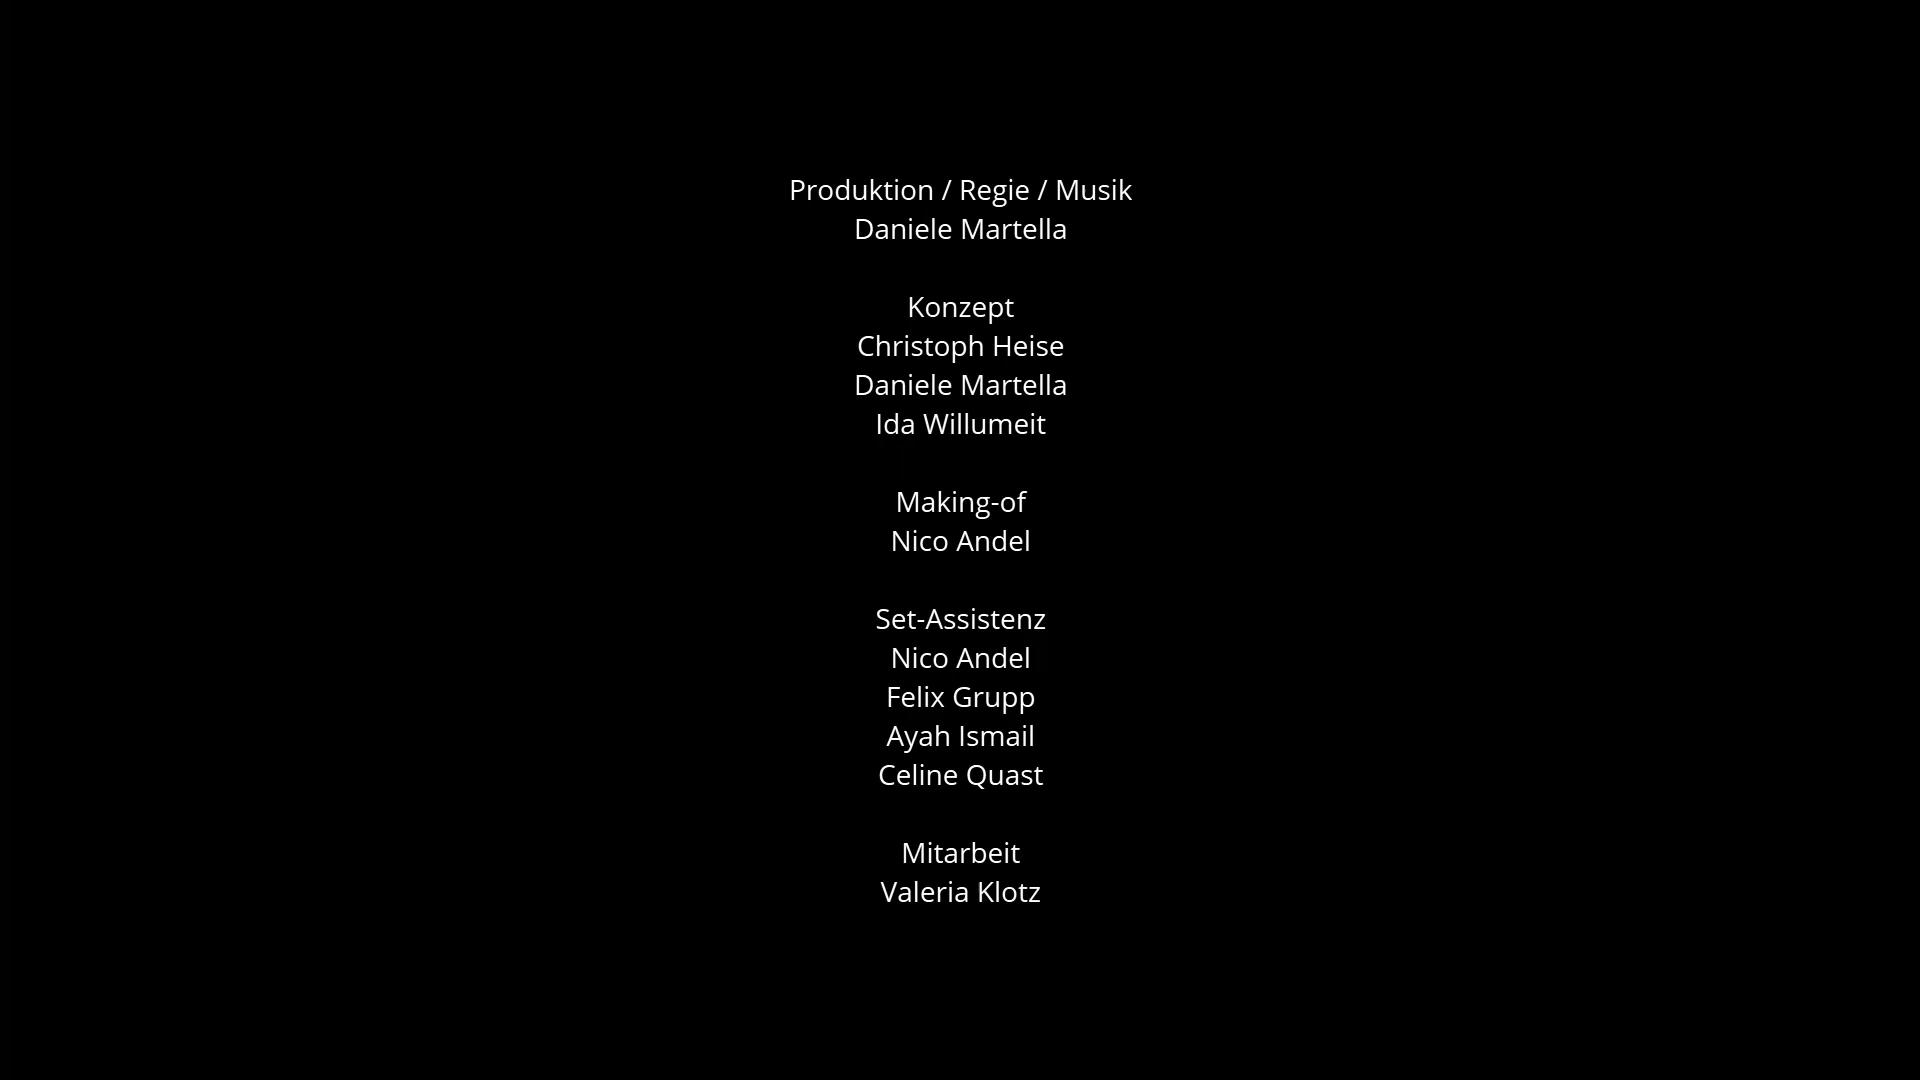 Produktion / Regie / Musik
Daniele Martella
Konzept
Christoph Heise
Daniele Martella
Ida Willumeit
Making-of
Nico Andel
Set-Assistenz
Nico Andel
Felix Grupp
Ayah Ismail
Celine Quast
Mitarbeit
Valeria Klotz